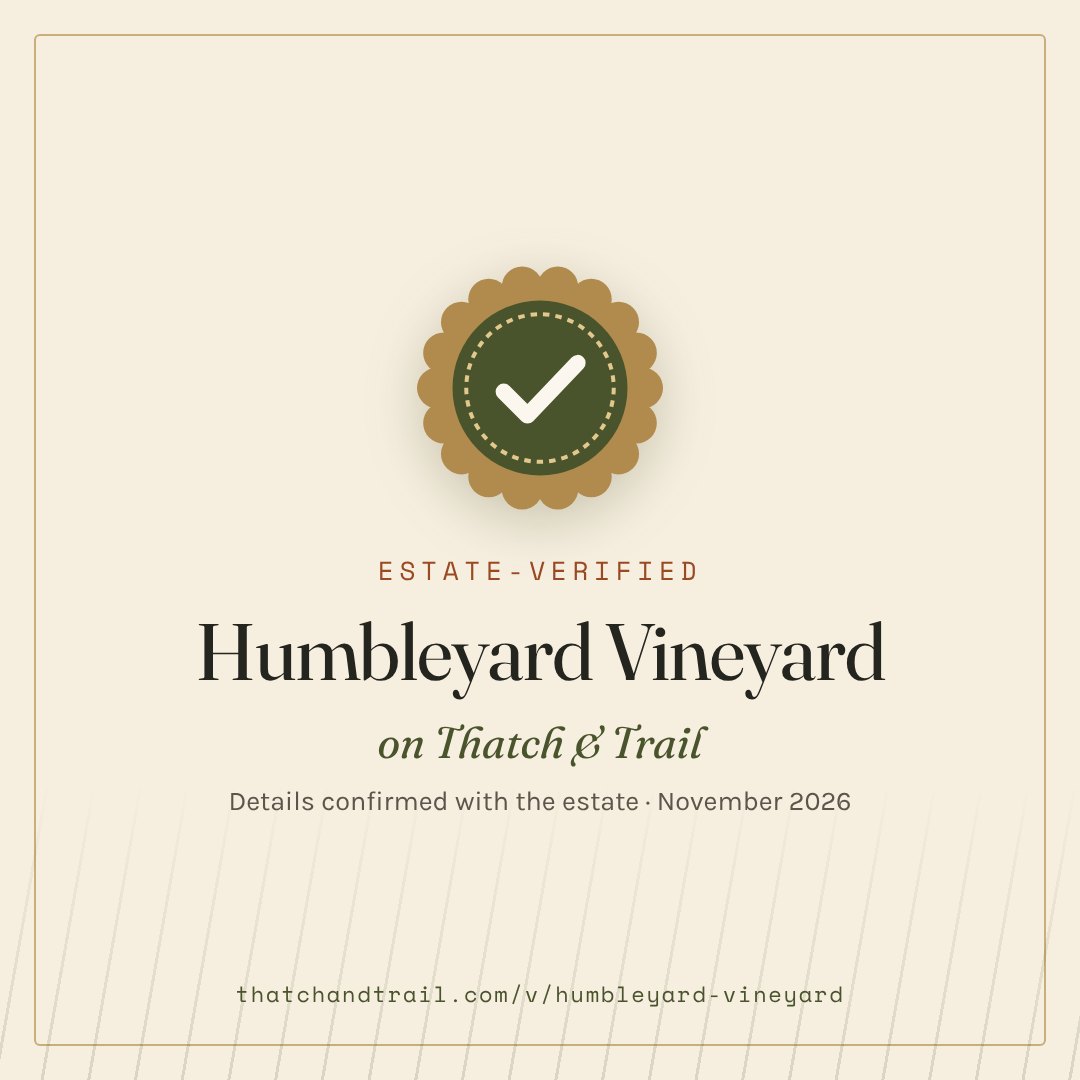 ESTATE-VERIFIED
Humbleyard Vineyard
on Thatch & Trail
Details confirmed with the estate · November 2026
thatchandtrail.com/v/humbleyard-vineyard